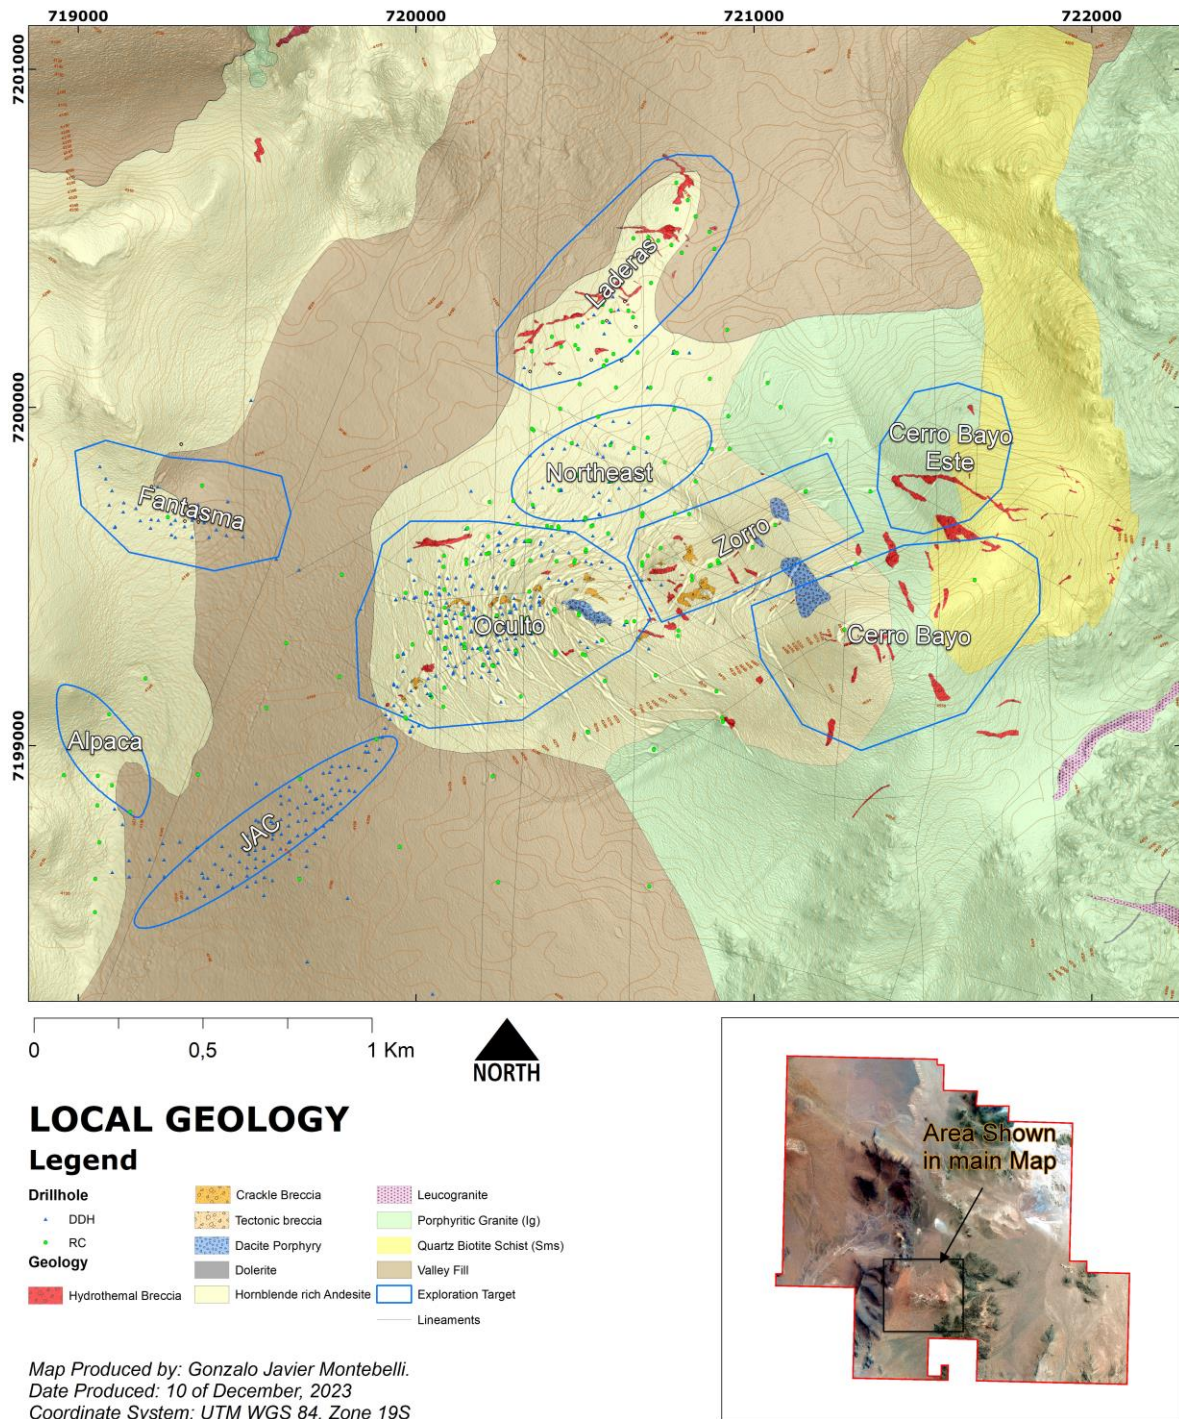 719000
720000
721000
722000
7201000
7200000
7199000
Laderas
Cerro Bayo
Este
Northeast
Fantasma
Zorro
Oculto
Cerro Bayo
Alpaca
JAC
0
0,5
1 Km
NORTH
LOCAL GEOLOGY
Legend
Drillhole
DDH
RC
Geology
Hydrothemal Breccia
Crackle Breccia
Tectonic breccia
Dacite Porphyry
Dolerite
Hornblende rich Andesite
Leucogranite
Porphyritic Granite (Ig)
Quartz Biotite Schist (Sms)
Valley Fill
Exploration Target
Lineaments
Area Shown
in main Map
Map Produced by: Gonzalo Javier Montebelli.
Date Produced: 10 of December, 2023
Coordinate System: UTM WGS 84, Zone 19S